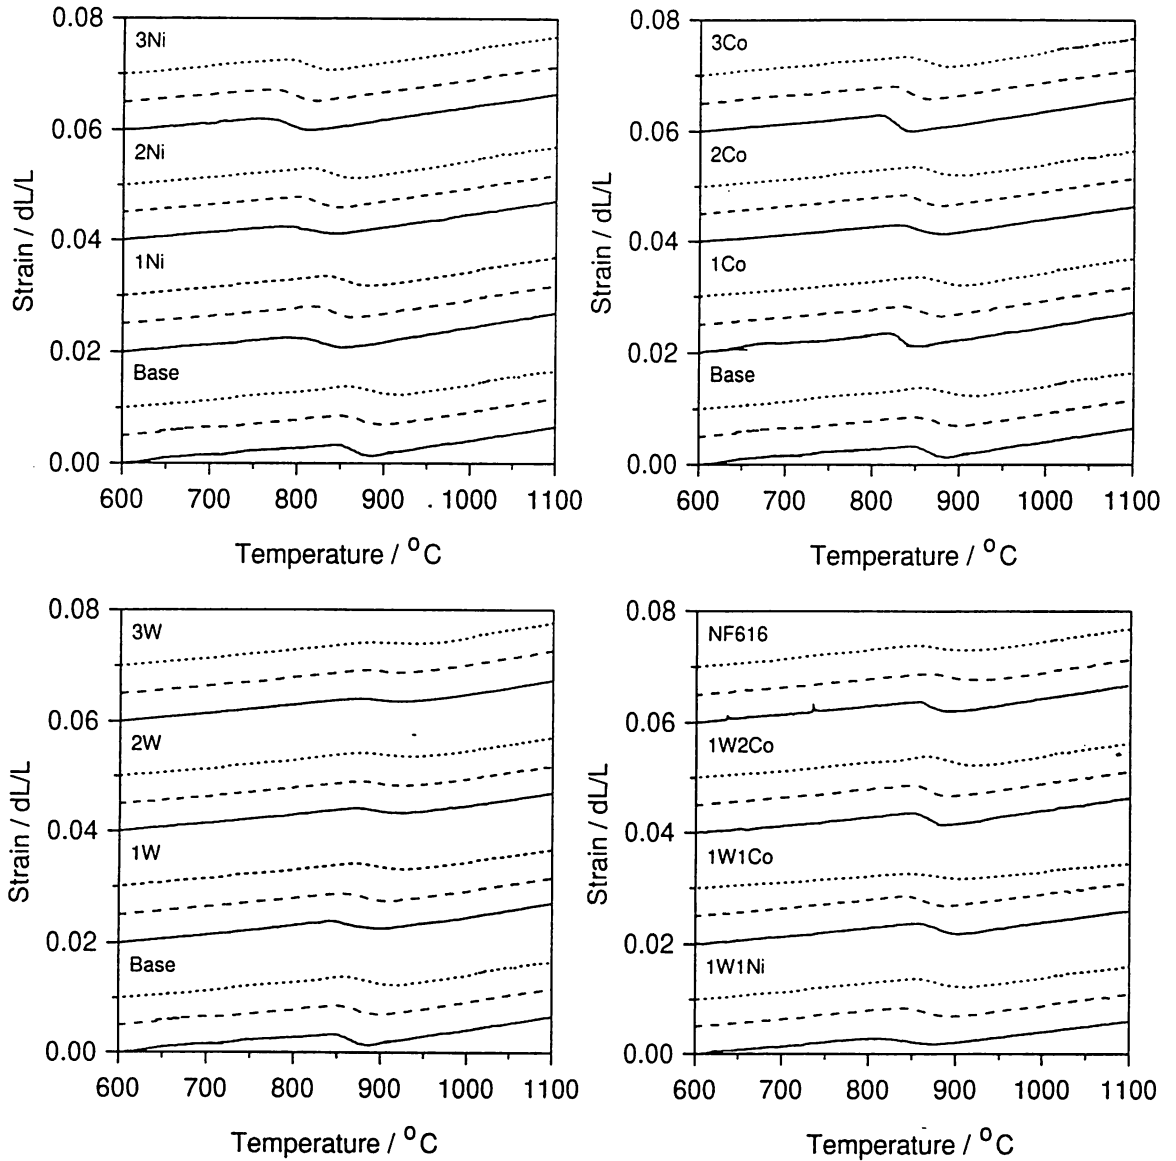 0.08
3Ni
0.06
2Ni
0.04
1Ni
0.02
Base
0.00
600 700 800 900 1000 1100
Strain / dL/L
Temperature / °C
0.08
3Co
0.06
2Co
0.04
1Co
0.02
Base
0.00
600 700 800 900 1000 1100
Strain / dL/L
Temperature / °C
0.08
3W
0.06
2W
0.04
1W
0.02
Base
0.00
600 700 800 900 1000 1100
Strain / dL/L
Temperature / °C
0.08
NF616
0.06
1W2Co
0.04
1W1Co
0.02
1W1Ni
0.00
600 700 800 900 1000 1100
Strain / dL/L
Temperature / °C